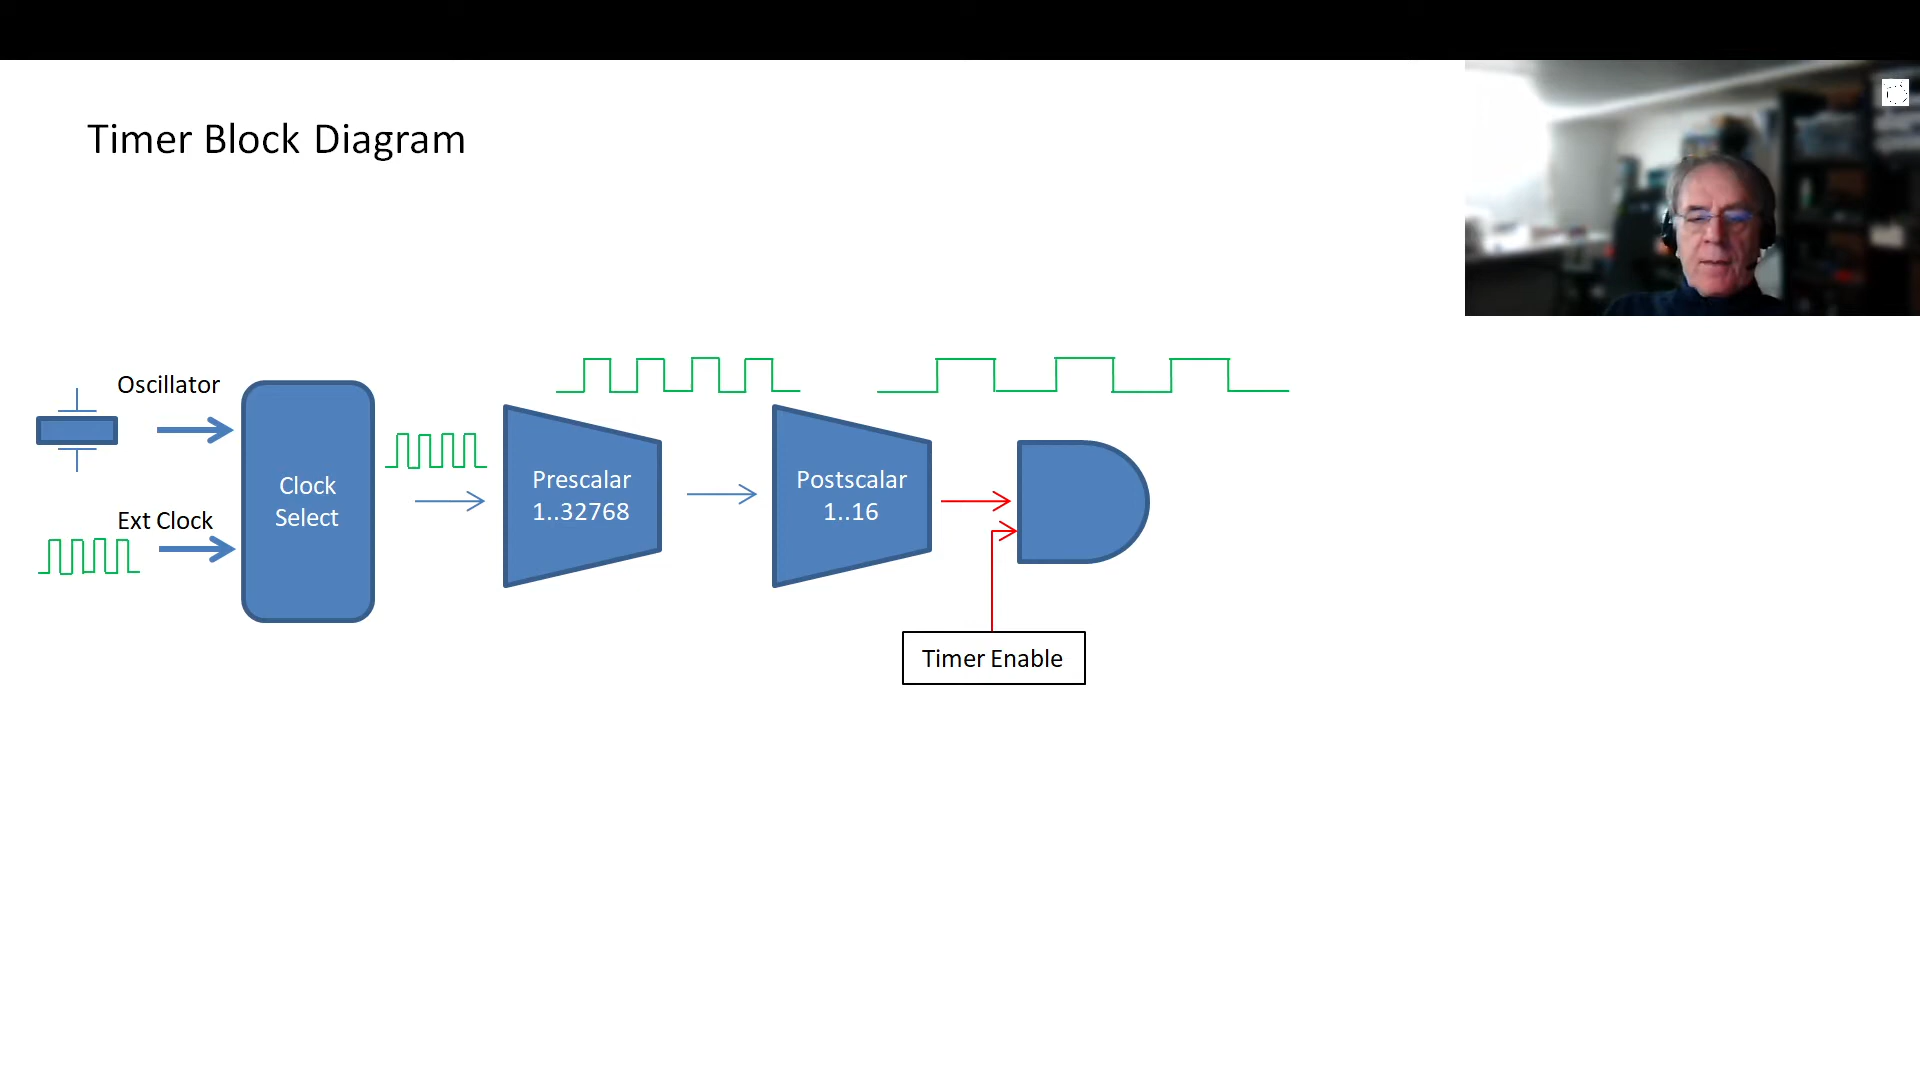 Timer Block Diagram
Oscillator
Ext Clock
Clock
Select
Prescalar
1..32768
Postscalar
1..16
Timer Enable